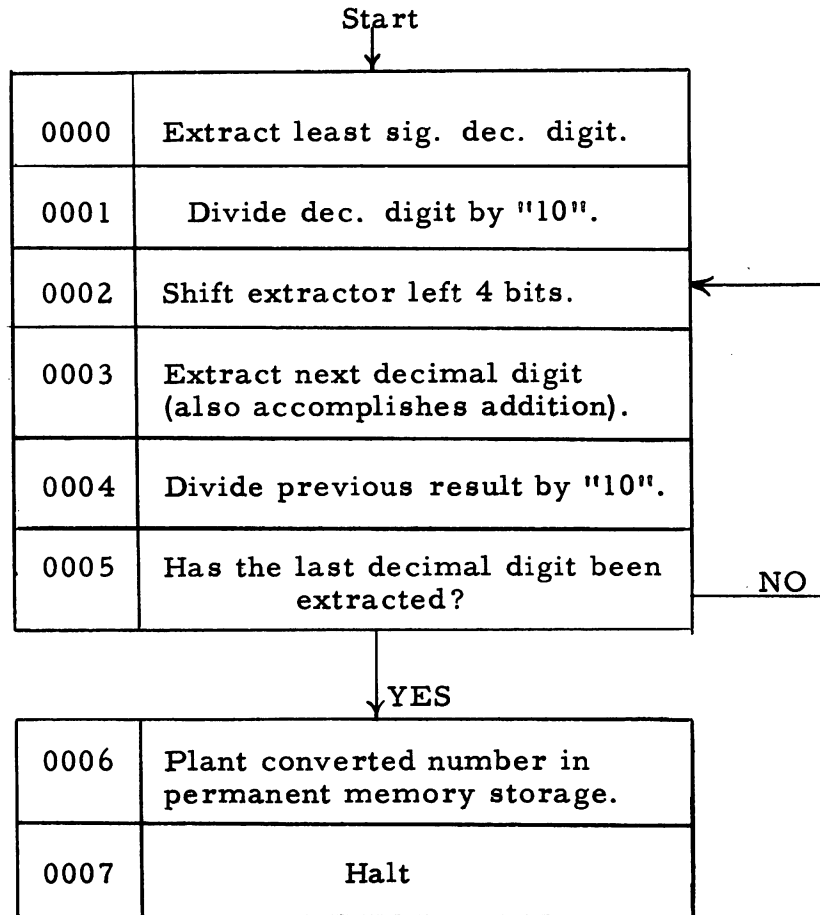 Start
0000 Extract least sig. dec. digit.
0001 Divide dec. digit by "10".
0002 Shift extractor left 4 bits.
0003 Extract next decimal digit
(also accomplishes addition).
0004 Divide previous result by "10".
0005 Has the last decimal digit been
extracted?
NO
YES
0006 Plant converted number in
permanent memory storage.
0007 Halt